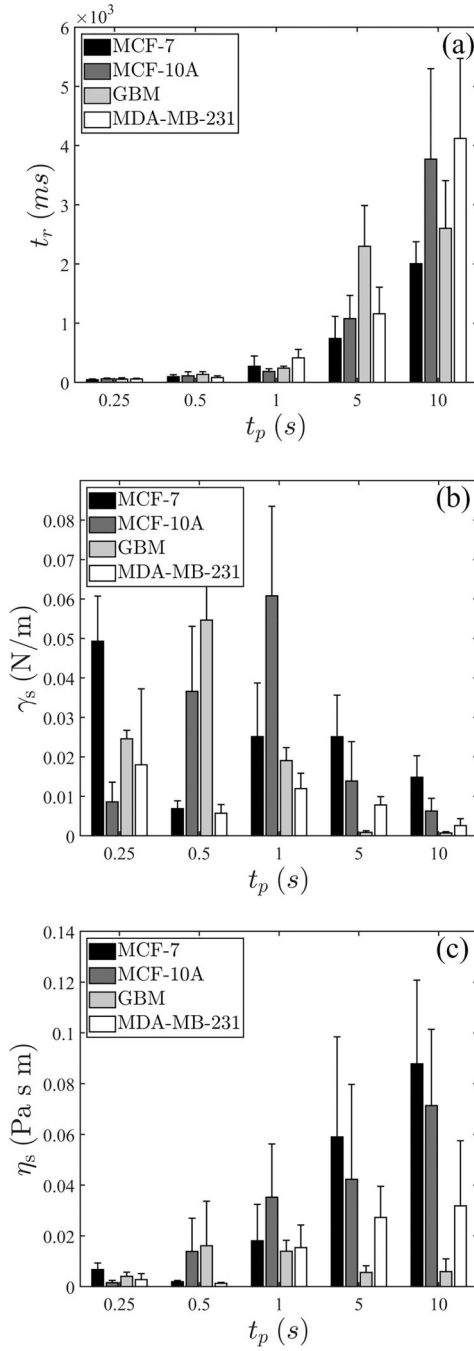 ×10³
(a)
MCF-7
MCF-10A
GBM
MDA-MB-231
6
5
4
3
2
1
0
t_r (ms)
0.25 0.5 1 5 10
t_p (s)
(b)
MCF-7
MCF-10A
GBM
MDA-MB-231
0.08
0.07
0.06
0.05
0.04
0.03
0.02
0.01
0
γ_s (N/m)
0.25 0.5 1 5 10
t_p (s)
(c)
MCF-7
MCF-10A
GBM
MDA-MB-231
0.14
0.12
0.1
0.08
0.06
0.04
0.02
0
η_s (Pa s m)
0.25 0.5 1 5 10
t_p (s)